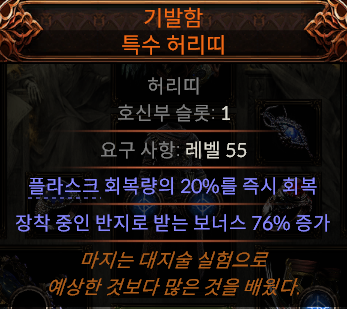 기발함
특수 허리띠
허리띠
호신부 슬롯: 1
요구 사항: 레벨 55
플라스크 회복량의 20%를 즉시 회복
장착 중인 반지로 받는 보너스 76% 증가
마지는 대지술 실험으로
예상한 것보다 많은 것을 배웠다.